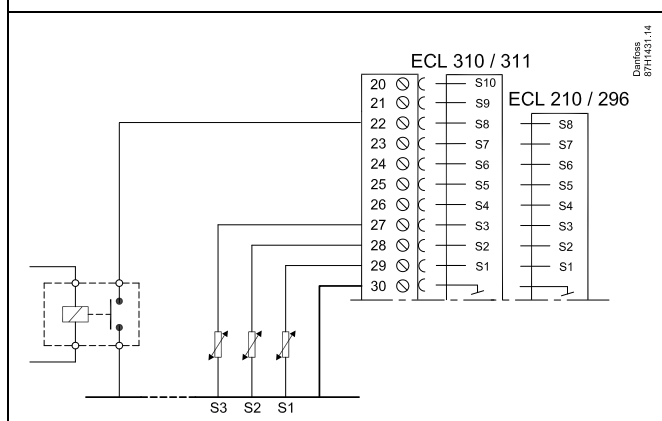 Danfoss
87H1431.14
ECL 310 / 311
ECL 210 / 296
20 S10
21 S9
22 S8 S8
23 S7 S7
24 S6 S6
25 S5 S5
26 S4 S4
27 S3 S3
28 S2 S2
29 S1 S1
30
S3 S2 S1